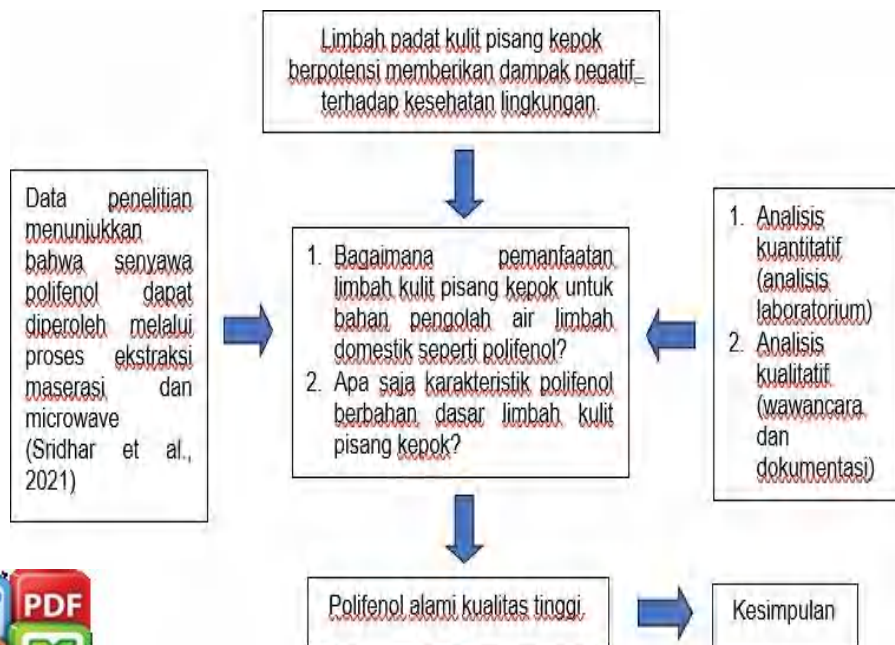 Limbah padat kulit pisang kepok
berpotensi memberikan dampak negatif
terhadap kesehatan lingkungan.
Data penelitian
menunjukkan
bahwa senyawa
polifenol dapat
diperoleh melalui
proses ekstraksi
maserasi dan
microwave
(Sridhar et al.,
2021)
1. Bagaimana pemanfaatan
limbah kulit pisang kepok untuk
bahan pengolah air limbah
domestik seperti polifenol?
2. Apa saja karakteristik polifenol
berbahan dasar limbah kulit
pisang kepok?
1. Analisis
kuantitatif
(analisis
laboratorium)
2. Analisis
kualitatif
(wawancara
dan
dokumentasi)
Polifenol alami kualitas tinggi
Kesimpulan
PDF